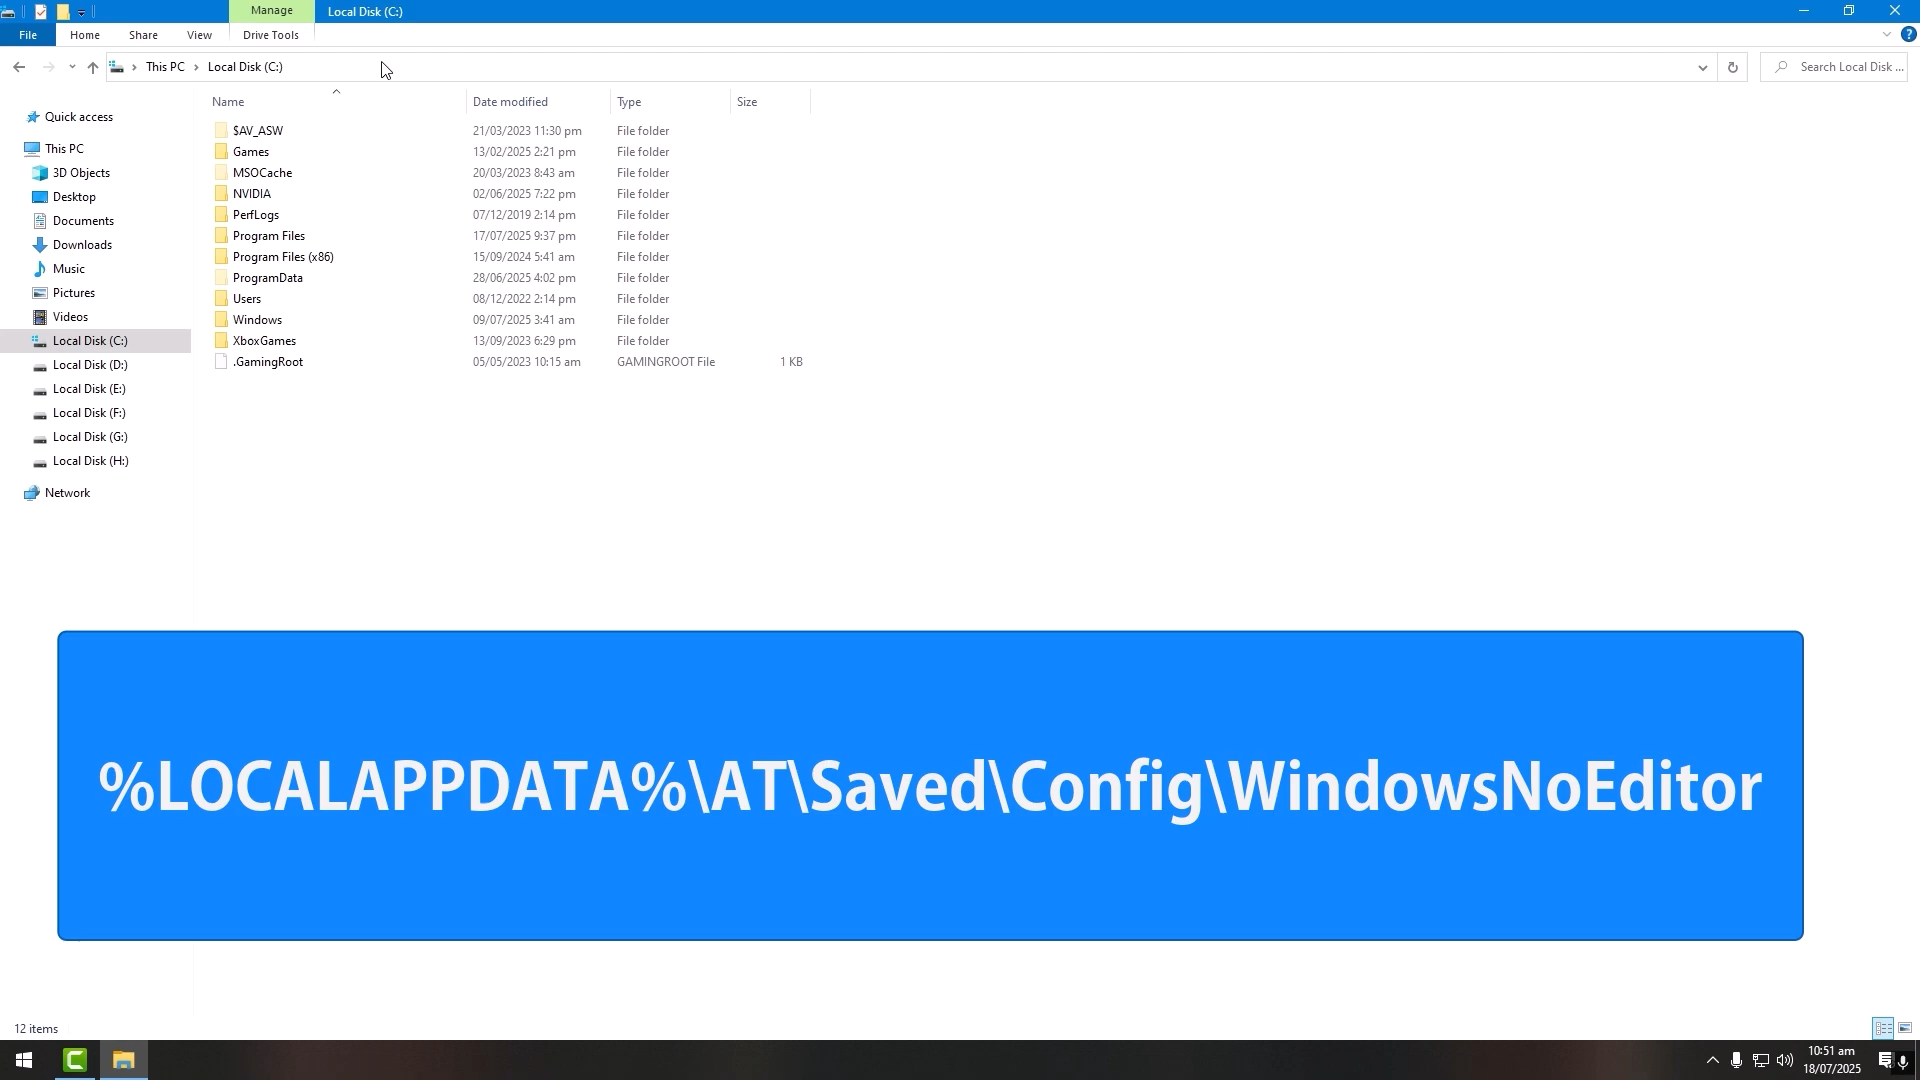 Manage
Local Disk (C:)
File
Home
Share
View
Drive Tools
This PC
Local Disk (C:)
Search Local Disk ...
Name
Date modified
Type
Size
Quick access
This PC
3D Objects
Desktop
Documents
Downloads
Music
Pictures
Videos
Local Disk (C:)
Local Disk (D:)
Local Disk (E:)
Local Disk (F:)
Local Disk (G:)
Local Disk (H:)
Network
$AV_ASW 21/03/2023 11:30 pm File folder
Games 13/02/2025 2:21 pm File folder
MSOCache 20/03/2023 8:43 am File folder
NVIDIA 02/06/2025 7:22 pm File folder
PerfLogs 07/12/2019 2:14 pm File folder
Program Files 17/07/2025 9:37 pm File folder
Program Files (x86) 15/09/2024 5:41 am File folder
ProgramData 28/06/2025 4:02 pm File folder
Users 08/12/2022 2:14 pm File folder
Windows 09/07/2025 3:41 am File folder
XboxGames 13/09/2023 6:29 pm File folder
.GamingRoot 05/05/2023 10:15 am GAMINGROOT File 1 KB
%LOCALAPPDATA%\AT\Saved\Config\WindowsNoEditor
12 items
10:51 am
18/07/2025